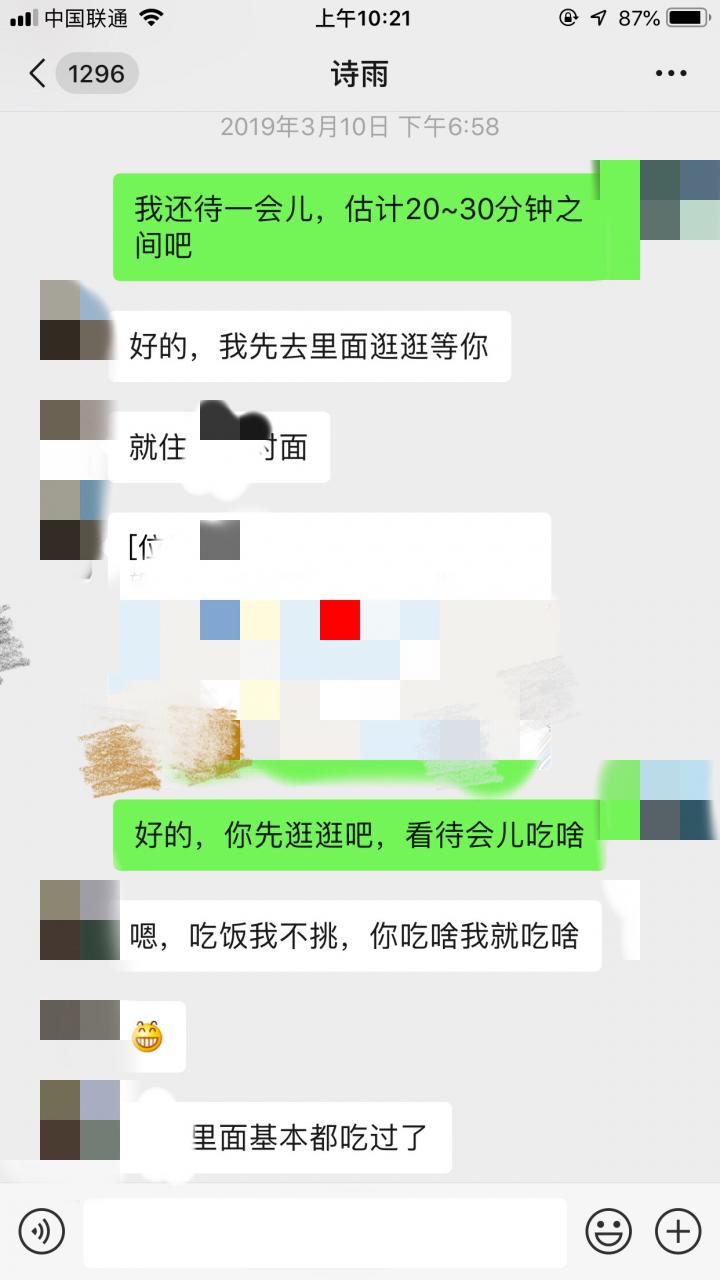 中国联通
上午10:21
87%
1296
诗雨
2019年3月10日 下午6:58
我还待一会儿，估计20~30分钟之
间吧
好的，我先去里面逛逛等你
就住 对面
[位
好的，你先逛逛吧，看待会儿吃啥
嗯，吃饭我不挑，你吃啥我就吃啥
里面基本都吃过了